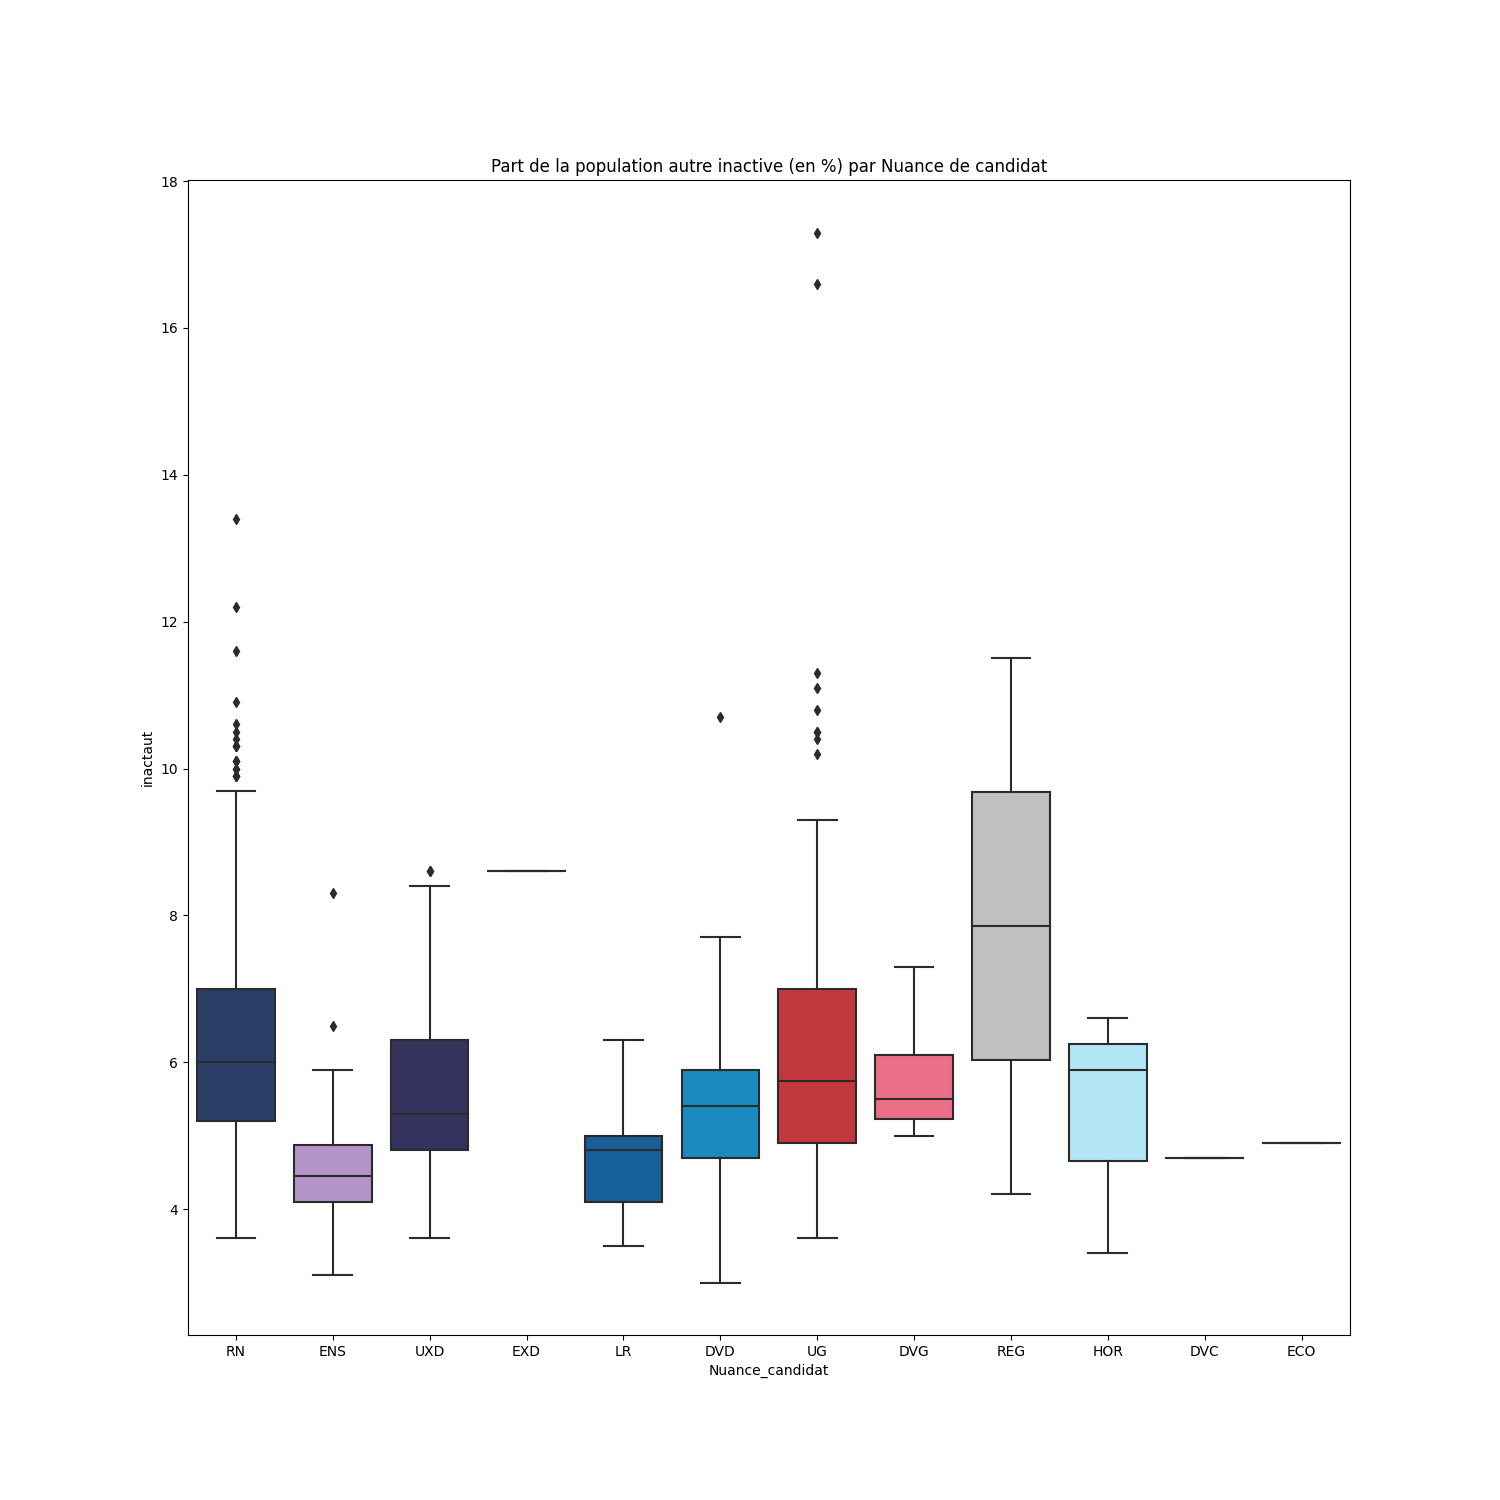 Part de la population autre inactive (en %) par Nuance de candidat
18
16
14
12
10
8
6
4
inactaut
RN ENS UXD EXD LR DVD UG DVG REG HOR DVC ECO
Nuance_candidat